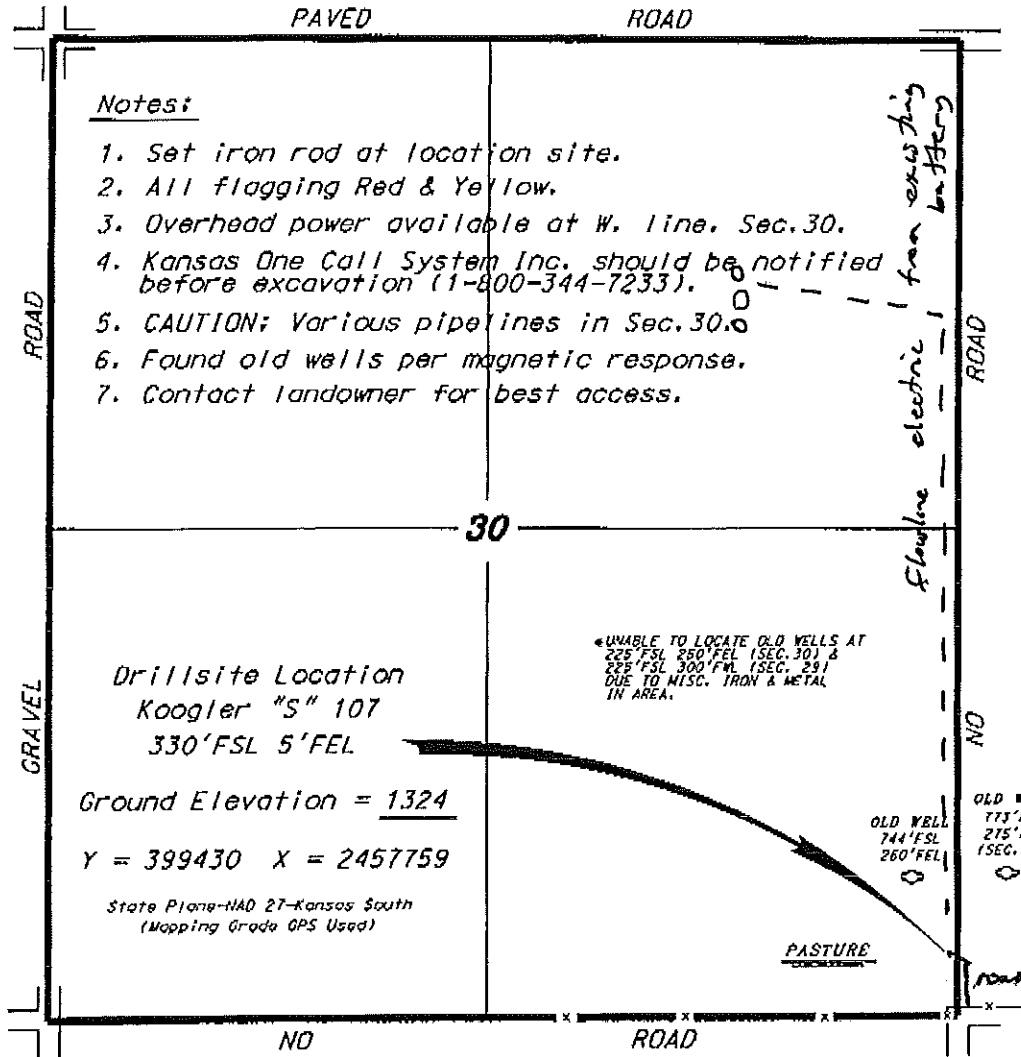 PAVED ROAD
Notes:
1. Set iron rod at location site.
2. All flagging Red & Yellow.
3. Overhead power available at W. line. Sec.30.
4. Kansas One Call System Inc. should be notified
before excavation (1-800-344-7233).
5. CAUTION: Various pipelines in Sec.30.
6. Found old wells per magnetic response.
7. Contact landowner for best access.
ROAD
GRAVEL
flowline electric from existing
battery
ROAD
NO
30
*UNABLE TO LOCATE OLD WELLS AT
225'FSL 250'FEL (SEC.30) &
225'FSL 300'FWL (SEC. 29)
DUE TO MISC. IRON & METAL
IN AREA.
Drillsite Location
Koogler "S" 107
330'FSL 5'FEL
Ground Elevation = 1324
Y = 399430 X = 2457759
State Plane-NAD 27-Kansas South
(Mapping Grade GPS Used)
OLD WELL
744'FSL
260'FEL
OLD
773'
275'
(SEC.
PASTURE
road
NO ROAD